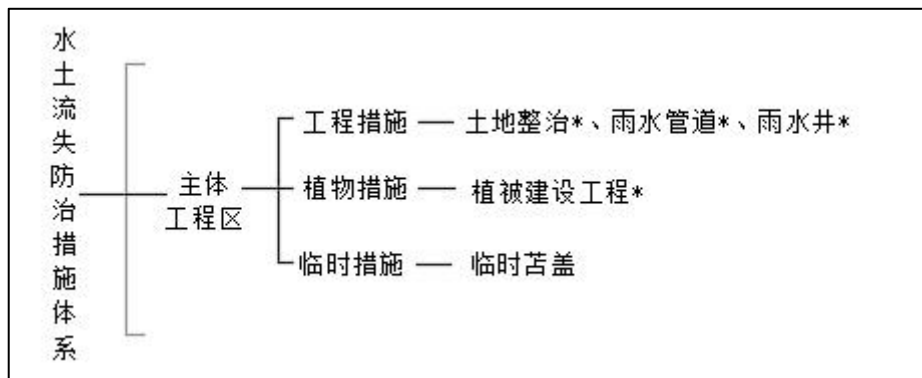 水土流失防治措施体系
主体
工程区
工程措施 — 土地整治*、雨水管道*、雨水井*
植物措施 — 植被建设工程*
临时措施 — 临时苫盖